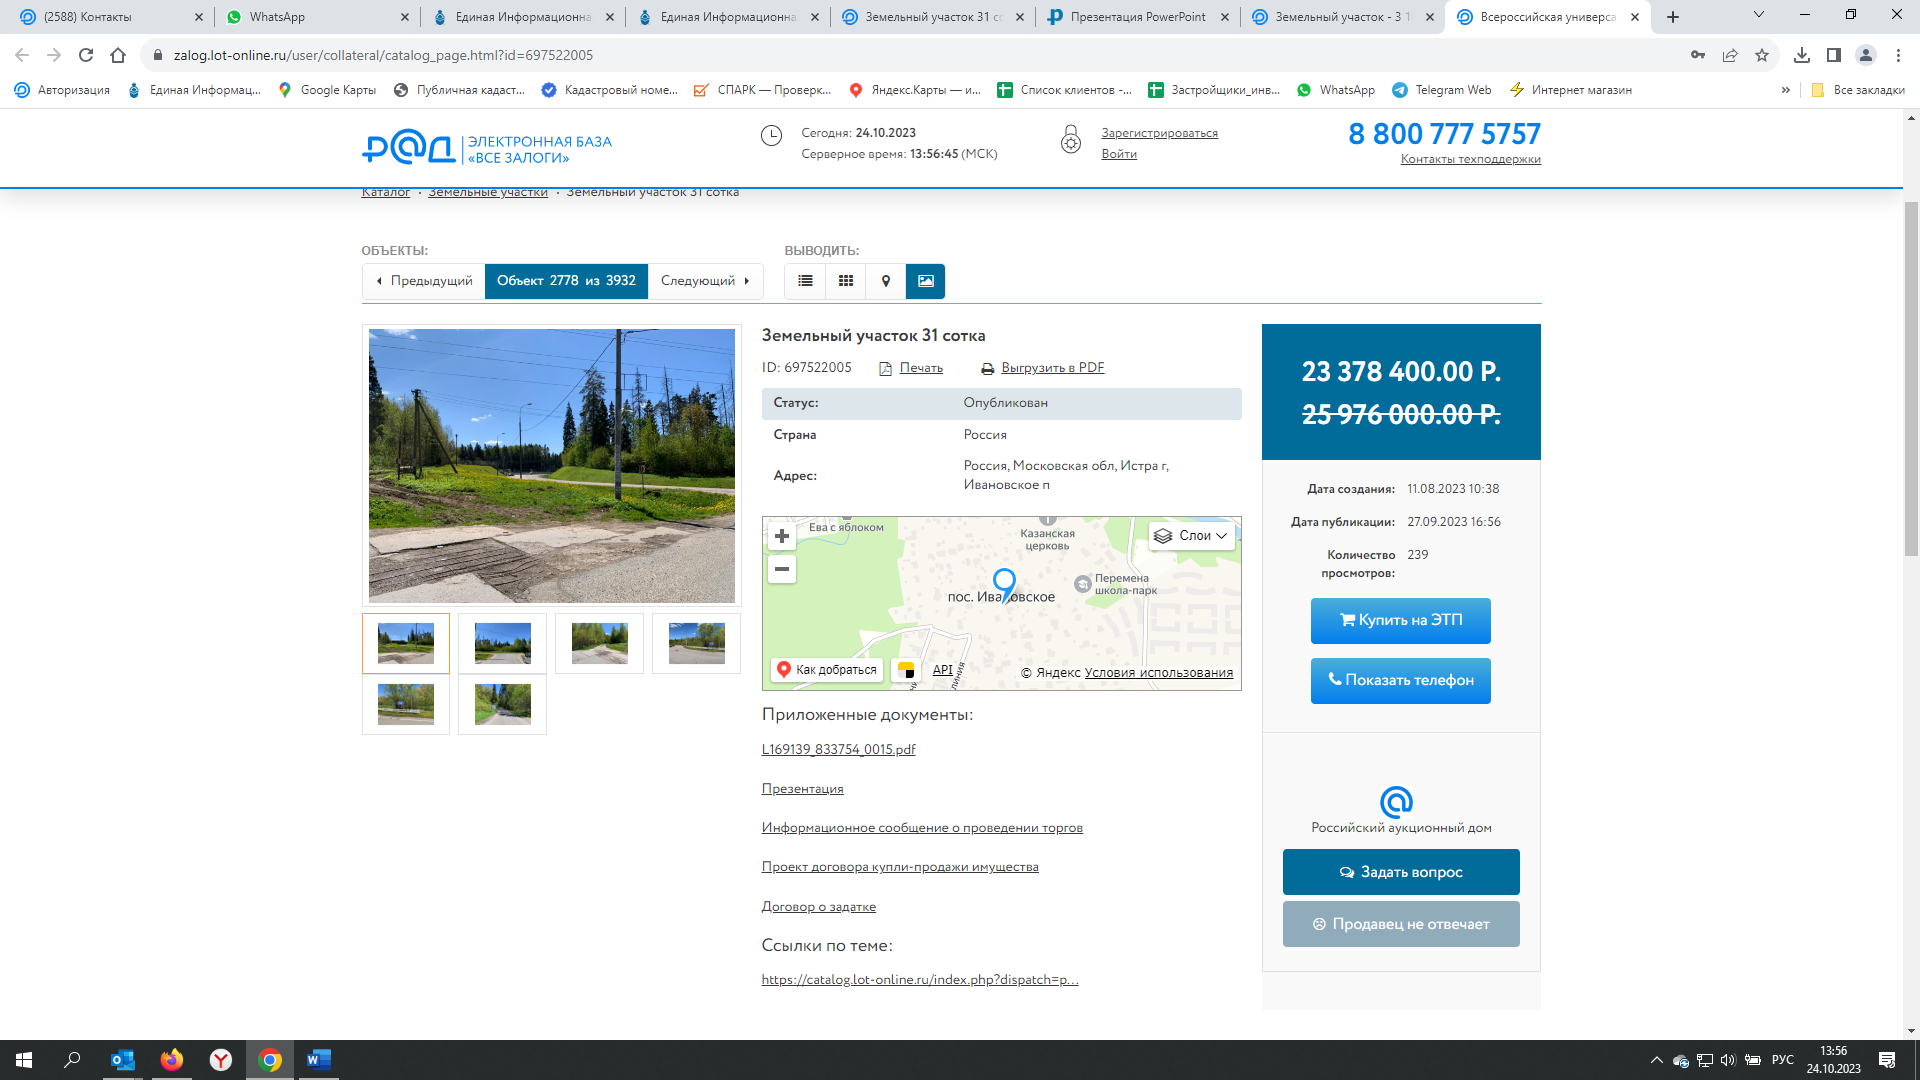 (2588) Контакты
WhatsApp
Единая Информационна
Единая Информационна
Земельный участок 31 со
Презентация PowerPoint
Земельный участок - 3 1
Всероссийская универса
zalog.lot-online.ru/user/collateral/catalog_page.html?id=697522005
Авторизация
Единая Информац...
Google Карты
Публичная кадаст...
Кадастровый номе...
СПАРК — Проверк...
Яндекс.Карты — и...
Список клиентов -...
Застройщики_инв...
WhatsApp
Telegram Web
Интернет магазин
»
Все закладки
РАД
ЭЛЕКТРОННАЯ БАЗА
«ВСЕ ЗАЛОГИ»
Сегодня: 24.10.2023
Серверное время: 13:56:45 (МСК)
Зарегистрироваться
Войти
8 800 777 5757
Контакты техподдержки
Каталог · Земельные участки · Земельный участок 31 сотка
ОБЪЕКТЫ:
Предыдущий
Объект 2778 из 3932
Следующий
ВЫВОДИТЬ:
Земельный участок 31 сотка
ID: 697522005
Печать
Выгрузить в PDF
Статус: Опубликован
Страна Россия
Адрес: Россия, Московская обл, Истра г,
Ивановское п
Ева с яблоком
Казанская
церковь
Слои
Перемена
школа-парк
пос. Ивановское
Как добраться
API
линия
© Яндекс Условия использования
Приложенные документы:
L169139_833754_0015.pdf
Презентация
Информационное сообщение о проведении торгов
Проект договора купли-продажи имущества
Договор о задатке
Ссылки по теме:
https://catalog.lot-online.ru/index.php?dispatch=p...
23 378 400.00 Р.
25 976 000.00 Р.
Дата создания: 11.08.2023 10:38
Дата публикации: 27.09.2023 16:56
Количество 239
просмотров:
Купить на ЭТП
Показать телефон
Российский аукционный дом
Задать вопрос
Продавец не отвечает
РУС
13:56
24.10.2023